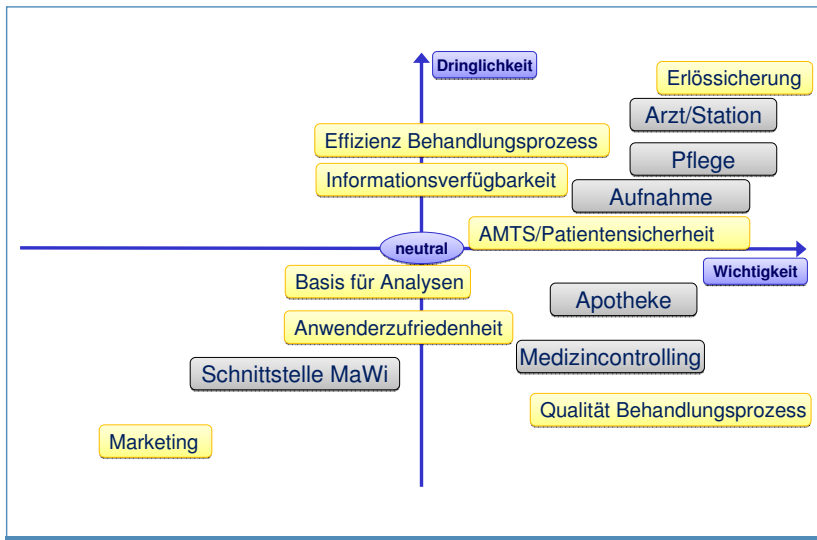 Dringlichkeit
Erlössicherung
Arzt/Station
Effizienz Behandlungsprozess
Pflege
Informationsverfügbarkeit
Aufnahme
AMTS/Patientensicherheit
neutral
Wichtigkeit
Basis für Analysen
Apotheke
Anwenderzufriedenheit
Medizincontrolling
Schnittstelle MaWi
Qualität Behandlungsprozess
Marketing